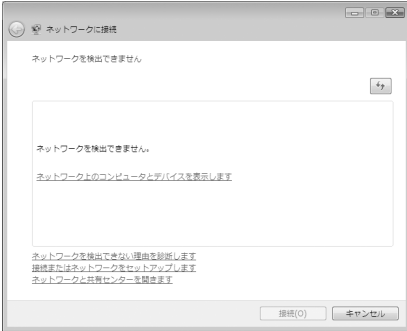 ネットワークに接続
ネットワークを検出できません
ネットワークを検出できません。
ネットワーク上のコンピュータとデバイスを表示します
ネットワークを検出できない理由を診断します
接続またはネットワークをセットアップします
ネットワークと共有センターを開きます
接続(O)
キャンセル